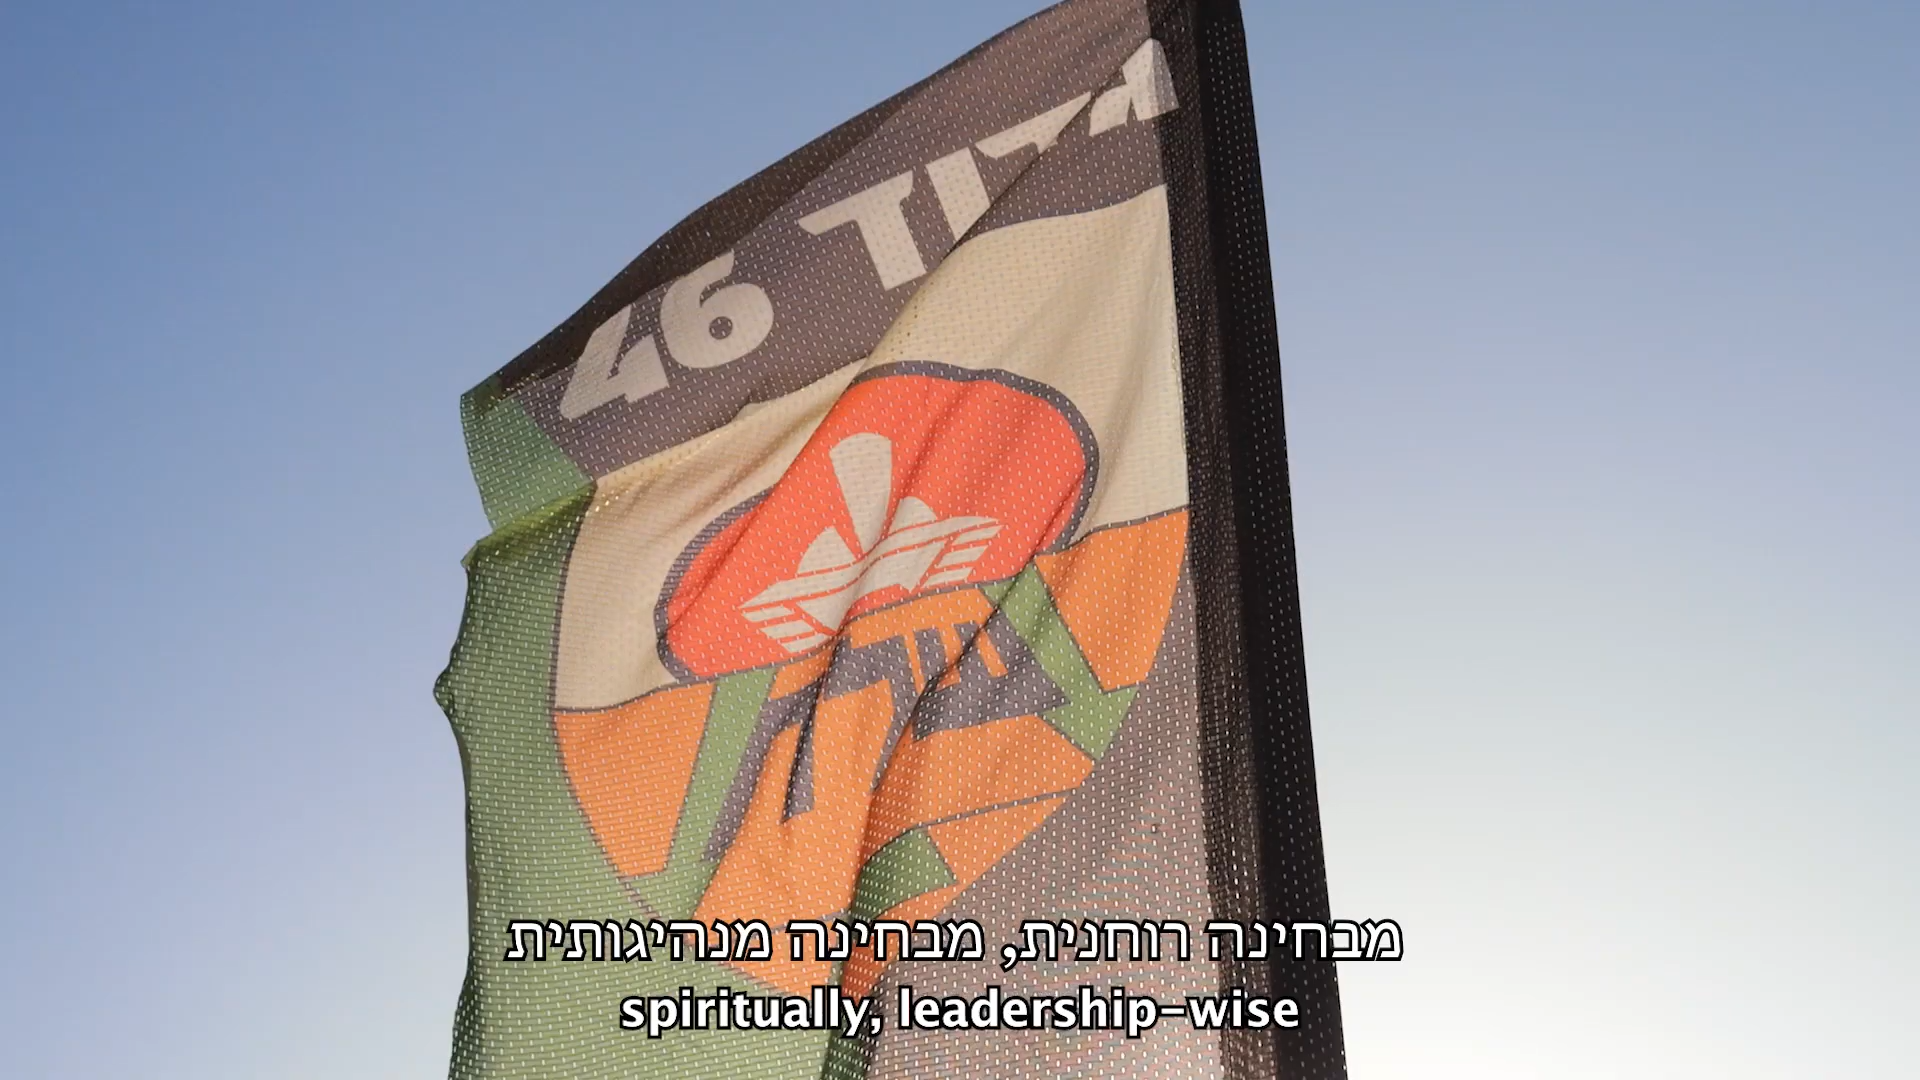 גדוד 46
מבחינה רוחנית, מבחינה מנהיגותית
spiritually, leadership-wise